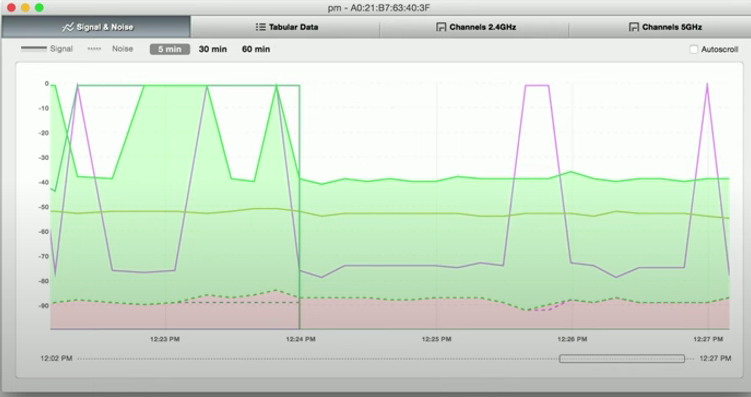 pm - A0:21:B7:63:40:3F
Signal & Noise
Tabular Data
Channels 2.4GHz
Channels 5GHz
Signal
Noise
5 min
30 min
60 min
Autoscroll
0
-10
-20
-30
-40
-50
-60
-70
-80
-90
12:23 PM
12:24 PM
12:25 PM
12:26 PM
12:27 PM
12:02 PM
12:27 PM